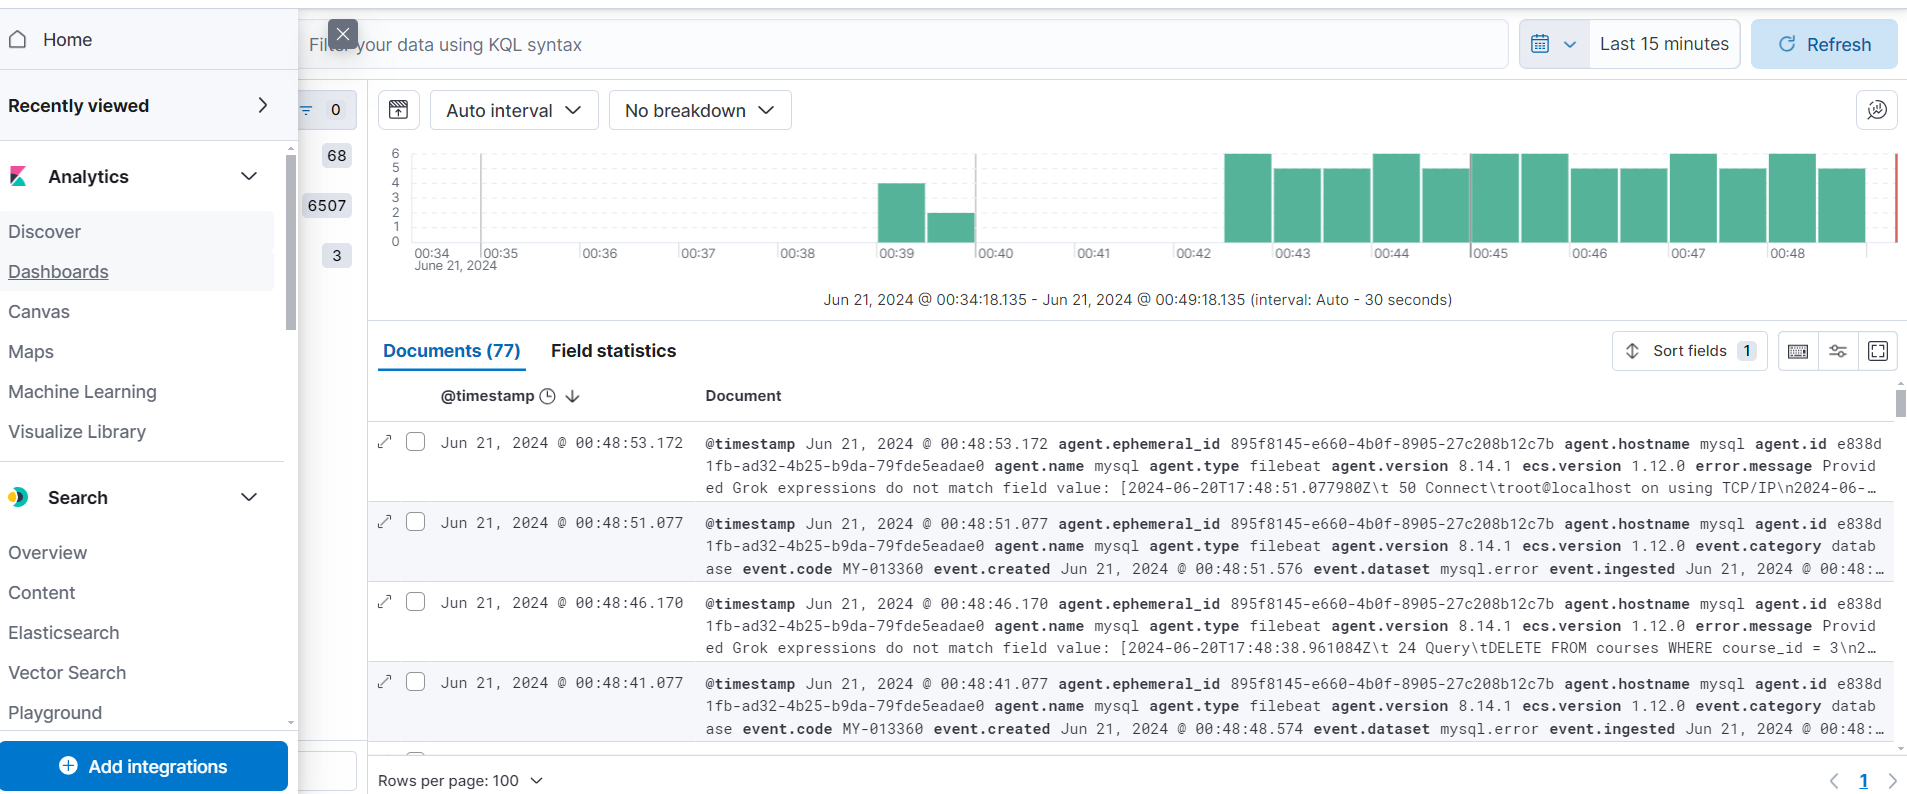 Home
Recently viewed
Analytics
Discover
Dashboards
Canvas
Maps
Machine Learning
Visualize Library
Search
Overview
Content
Elasticsearch
Vector Search
Playground
Add integrations
your data using KQL syntax
Last 15 minutes
Refresh
0
68
6507
3
Auto interval
No breakdown
6
5
4
3
2
1
0
00:34 00:35 00:36 00:37 00:38 00:39 00:40 00:41 00:42 00:43 00:44 00:45 00:46 00:47 00:48
June 21, 2024
Jun 21, 2024 @ 00:34:18.135 - Jun 21, 2024 @ 00:49:18.135 (interval: Auto - 30 seconds)
Documents (77) Field statistics
Sort fields 1
@timestamp Document
Jun 21, 2024 @ 00:48:53.172
@timestamp Jun 21, 2024 @ 00:48:53.172 agent.ephemeral_id 895f8145-e660-4b0f-8905-27c208b12c7b agent.hostname mysql agent.id e838d
1fb-ad32-4b25-b9da-79fde5eadae0 agent.name mysql agent.type filebeat agent.version 8.14.1 ecs.version 1.12.0 error.message Provid
ed Grok expressions do not match field value: [2024-06-20T17:48:51.077980Z\t 50 Connect\troot@localhost on using TCP/IP\n2024-06-…
Jun 21, 2024 @ 00:48:51.077
@timestamp Jun 21, 2024 @ 00:48:51.077 agent.ephemeral_id 895f8145-e660-4b0f-8905-27c208b12c7b agent.hostname mysql agent.id e838d
1fb-ad32-4b25-b9da-79fde5eadae0 agent.name mysql agent.type filebeat agent.version 8.14.1 ecs.version 1.12.0 event.category datab
ase event.code MY-013360 event.created Jun 21, 2024 @ 00:48:51.576 event.dataset mysql.error event.ingested Jun 21, 2024 @ 00:48:…
Jun 21, 2024 @ 00:48:46.170
@timestamp Jun 21, 2024 @ 00:48:46.170 agent.ephemeral_id 895f8145-e660-4b0f-8905-27c208b12c7b agent.hostname mysql agent.id e838d
1fb-ad32-4b25-b9da-79fde5eadae0 agent.name mysql agent.type filebeat agent.version 8.14.1 ecs.version 1.12.0 error.message Provid
ed Grok expressions do not match field value: [2024-06-20T17:48:38.961084Z\t 24 Query\tDELETE FROM courses WHERE course_id = 3\n2…
Jun 21, 2024 @ 00:48:41.077
@timestamp Jun 21, 2024 @ 00:48:41.077 agent.ephemeral_id 895f8145-e660-4b0f-8905-27c208b12c7b agent.hostname mysql agent.id e838d
1fb-ad32-4b25-b9da-79fde5eadae0 agent.name mysql agent.type filebeat agent.version 8.14.1 ecs.version 1.12.0 event.category datab
ase event.code MY-013360 event.created Jun 21, 2024 @ 00:48:48.574 event.dataset mysql.error event.ingested Jun 21, 2024 @ 00:48:…
Rows per page: 100
1